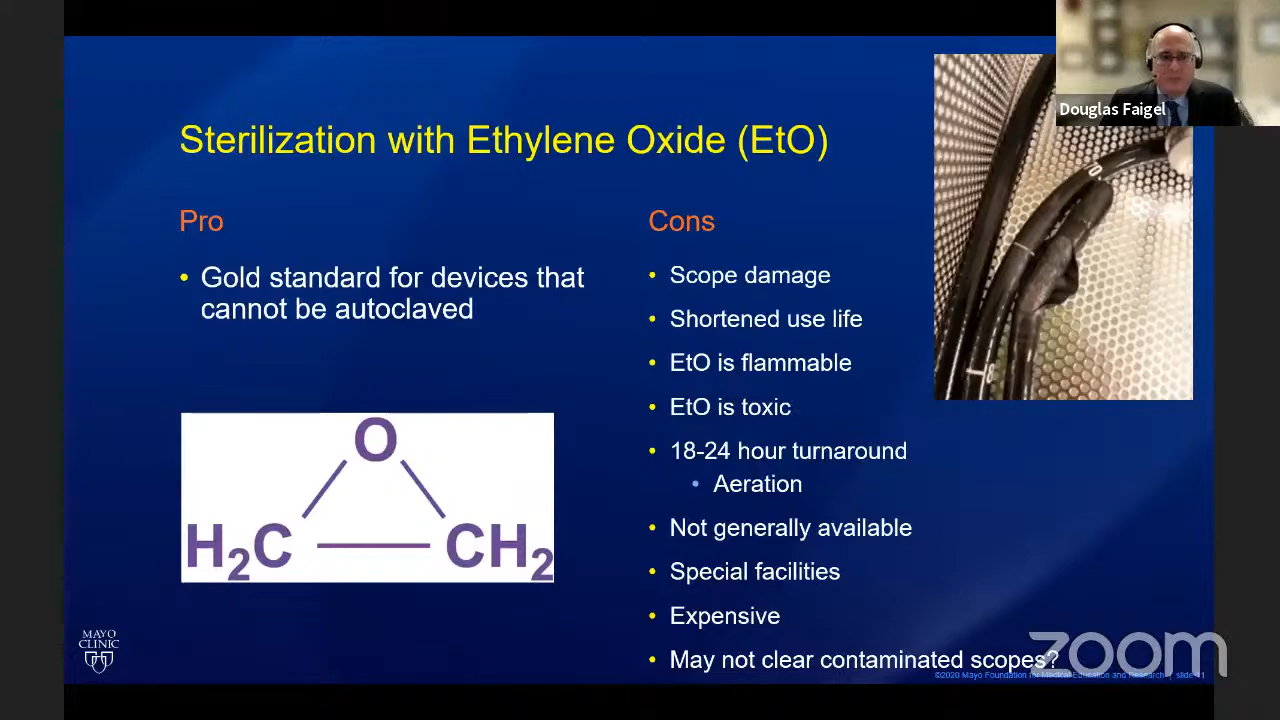 Douglas Faigel
Sterilization with Ethylene Oxide (EtO)
Pro
• Gold standard for devices that
cannot be autoclaved
O
H₂C CH₂
Cons
• Scope damage
• Shortened use life
• EtO is flammable
• EtO is toxic
• 18-24 hour turnaround
• Aeration
• Not generally available
• Special facilities
• Expensive
• May not clear contaminated scopes?
10
8
MAYO
CLINIC
zoom
©2020 Mayo Foundation for Medical Education and Research | slide